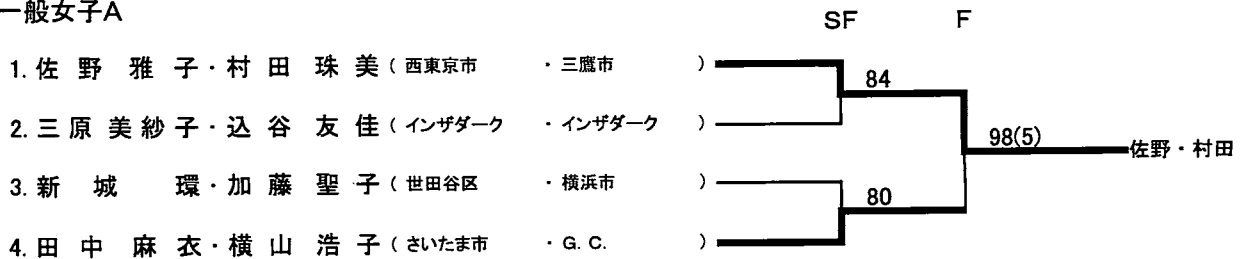 一般女子A
SF F
1. 佐野 雅子・村田 珠美 ( 西東京市 ・三鷹市 )
84
2. 三原 美紗子・込谷 友佳 ( インザダーク ・インザダーク )
98(5) 佐野・村田
3. 新城 環・加藤 聖子 ( 世田谷区 ・横浜市 )
80
4. 田中 麻衣・横山 浩子 ( さいたま市 ・G. C. )